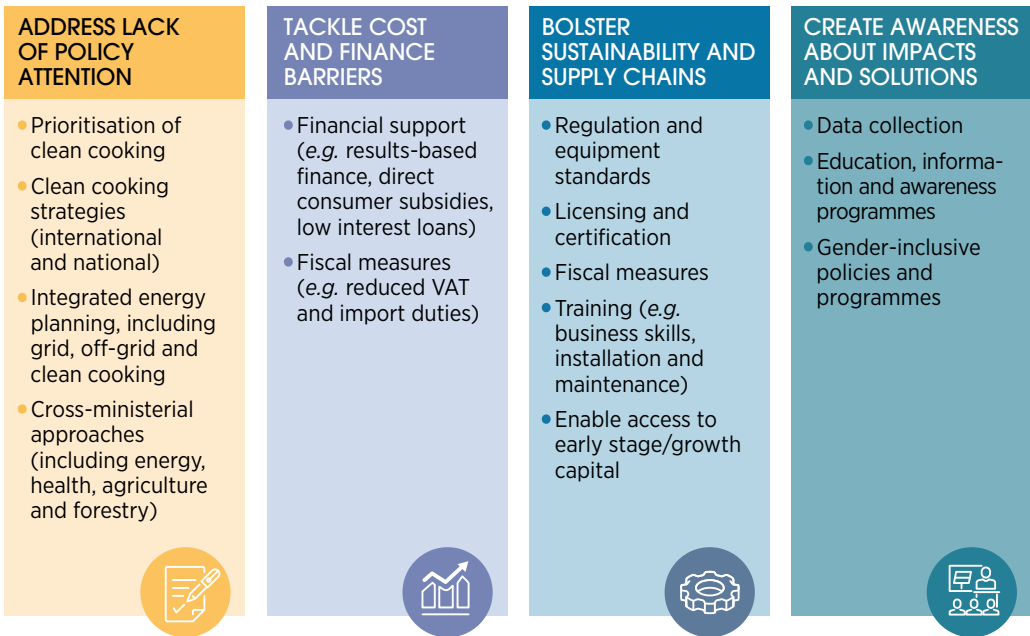 ADDRESS LACK
OF POLICY
ATTENTION
• Prioritisation of
clean cooking
• Clean cooking
strategies
(international
and national)
• Integrated energy
planning, including
grid, off-grid and
clean cooking
• Cross-ministerial
approaches
(including energy,
health, agriculture
and forestry)
TACKLE COST
AND FINANCE
BARRIERS
• Financial support
(e.g. results-based
finance, direct
consumer subsidies,
low interest loans)
• Fiscal measures
(e.g. reduced VAT
and import duties)
BOLSTER
SUSTAINABILITY AND
SUPPLY CHAINS
• Regulation and
equipment
standards
• Licensing and
certification
• Fiscal measures
• Training (e.g.
business skills,
installation and
maintenance)
• Enable access to
early stage/growth
capital
CREATE AWARENESS
ABOUT IMPACTS
AND SOLUTIONS
• Data collection
• Education, informa-
tion and awareness
programmes
• Gender-inclusive
policies and
programmes